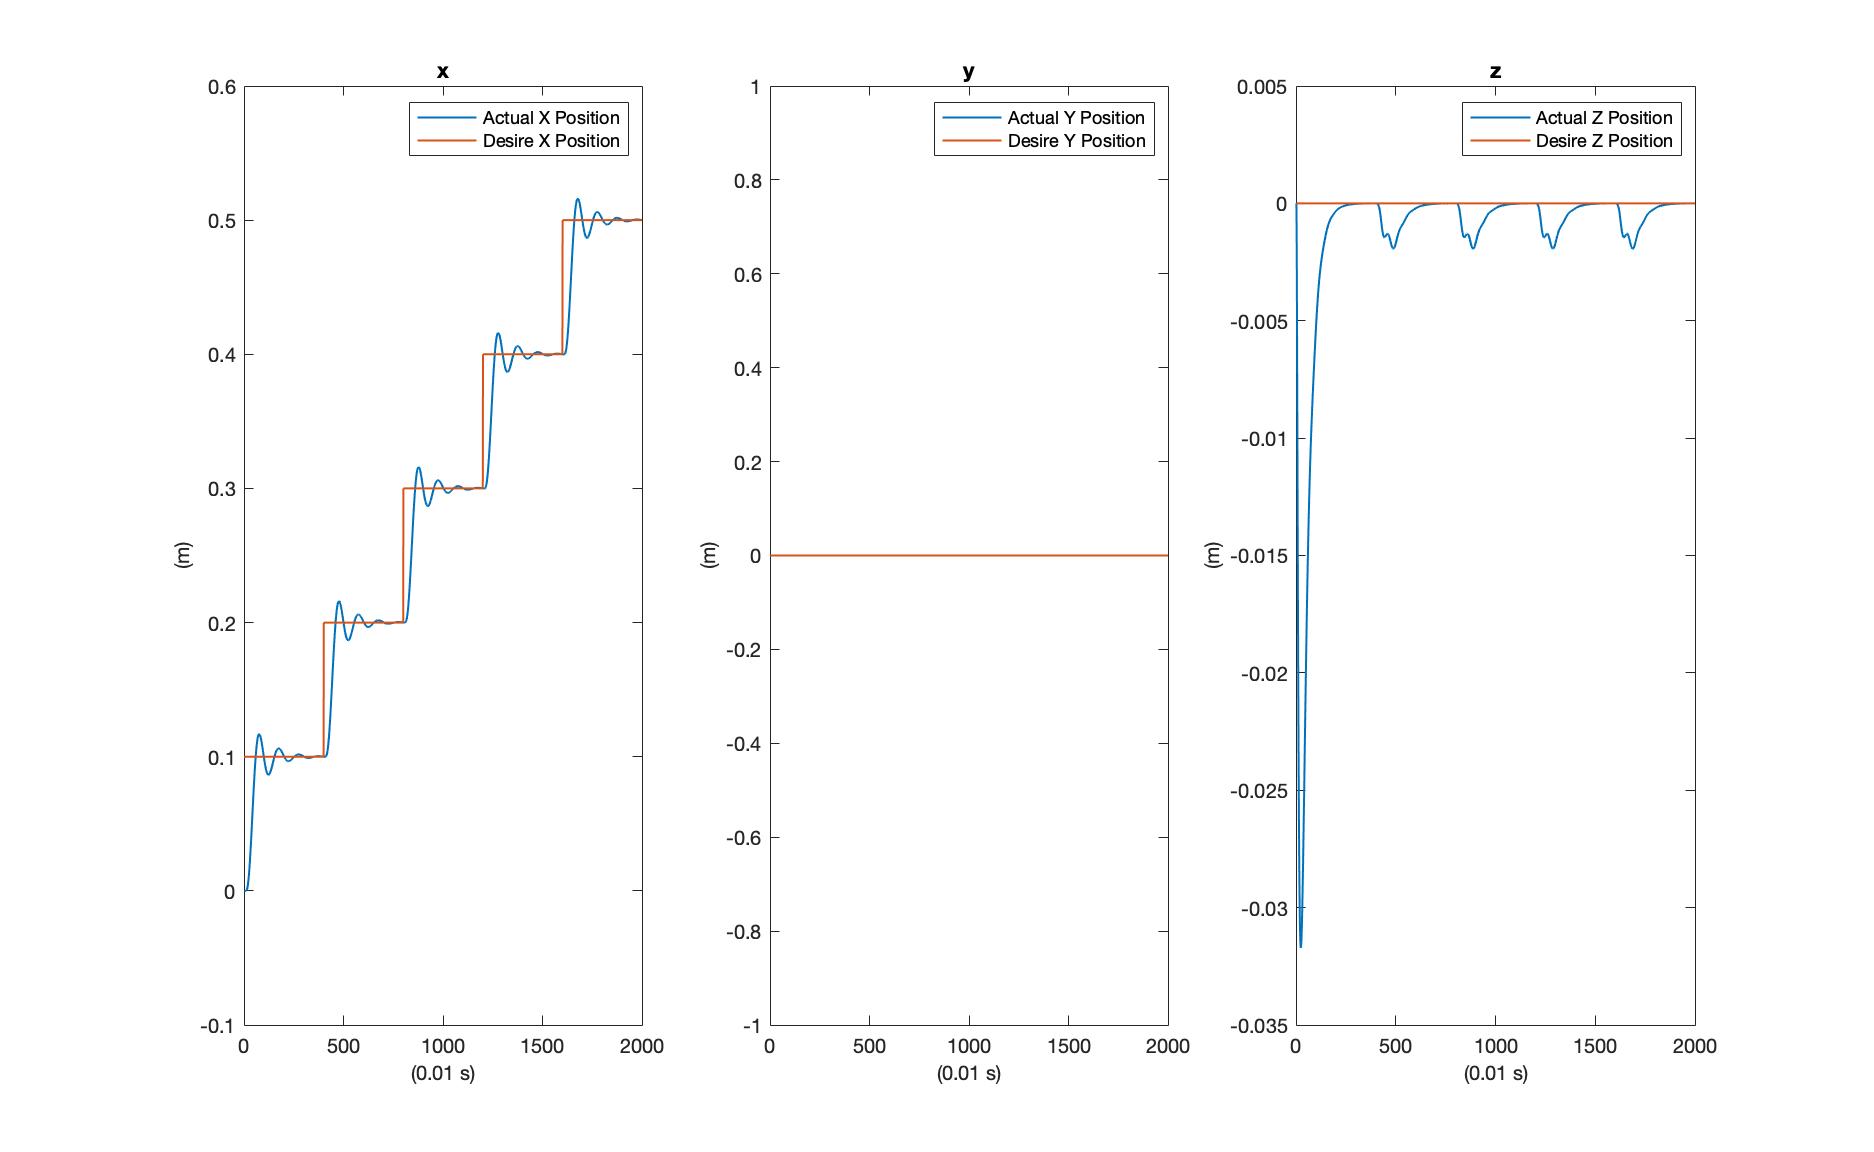 x
0.6
Actual X Position
Desire X Position
0.5
0.4
0.3
(m)
0.2
0.1
0
-0.1
0 500 1000 1500 2000
(0.01 s)
y
1
Actual Y Position
Desire Y Position
0.8
0.6
0.4
0.2
(m)
0
-0.2
-0.4
-0.6
-0.8
-1
0 500 1000 1500 2000
(0.01 s)
z
0.005
Actual Z Position
Desire Z Position
0
-0.005
-0.01
(m)
-0.015
-0.02
-0.025
-0.03
-0.035
0 500 1000 1500 2000
(0.01 s)